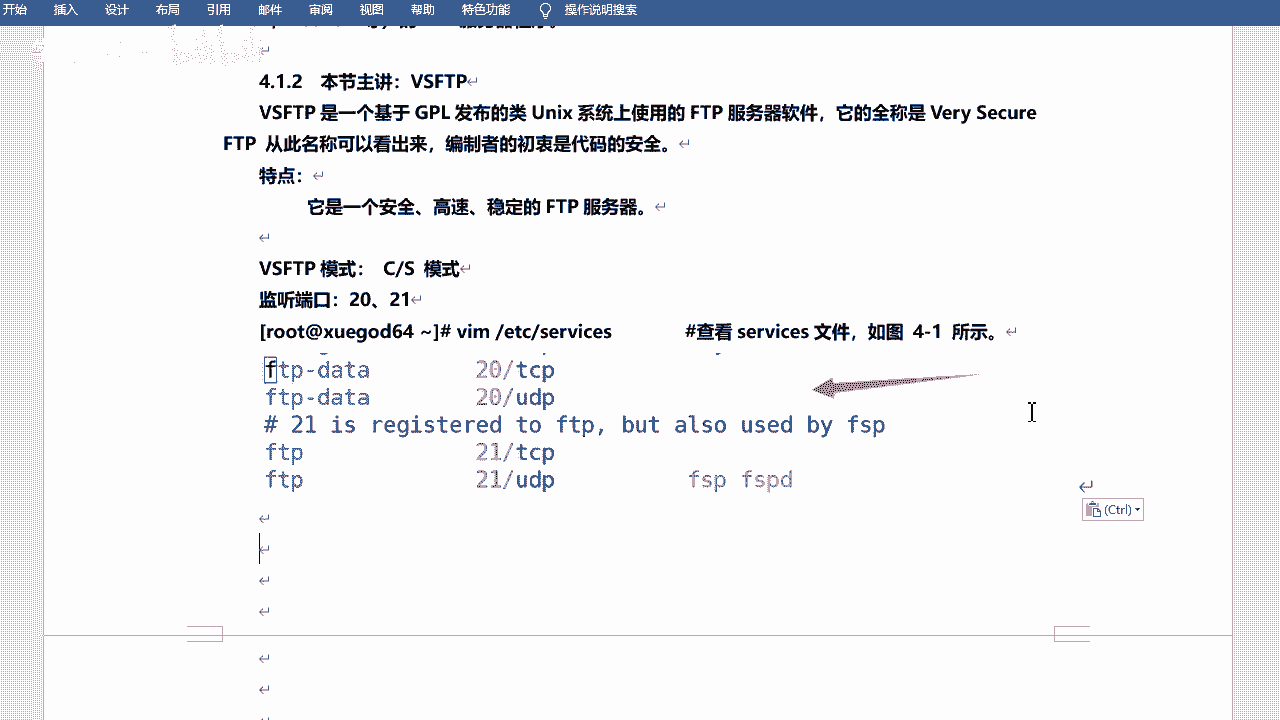 开始 插入 设计 布局 引用 邮件 审阅 视图 帮助 特色功能 操作说明搜索
4.1.2 本节主讲：VSFTP
VSFTP 是一个基于 GPL 发布的类 Unix 系统上使用的 FTP 服务器软件，它的全称是 Very Secure
FTP 从此名称可以看出来，编制者的初衷是代码的安全。
特点：
它是一个安全、高速、稳定的 FTP 服务器。
VSFTP 模式： C/S 模式
监听端口：20、21
[root@xuegod64 ~]# vim /etc/services #查看 services 文件，如图 4-1 所示。
ftp-data 20/tcp
ftp-data 20/udp
# 21 is registered to ftp, but also used by fsp
ftp 21/tcp
ftp 21/udp fsp fspd
(Ctrl)